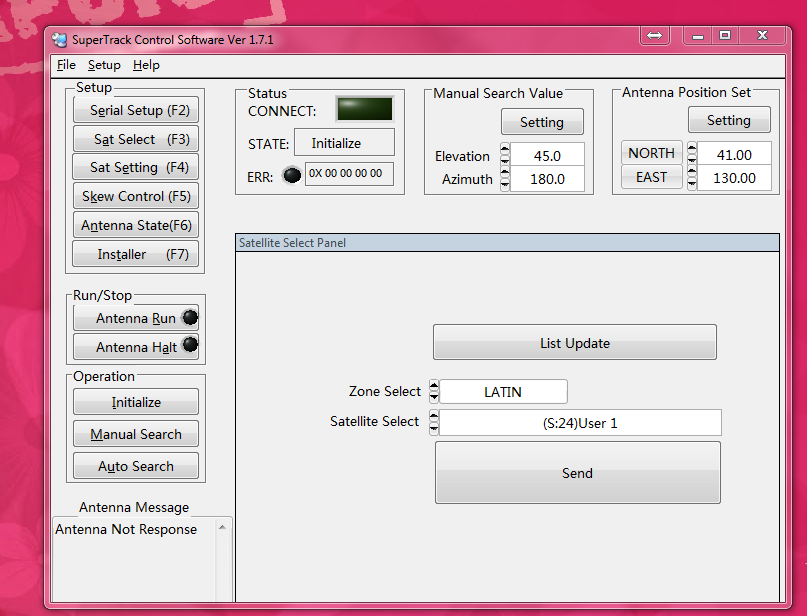 SuperTrack Control Software Ver 1.7.1
File Setup Help
Setup
Serial Setup (F2)
Sat Select (F3)
Sat Setting (F4)
Skew Control (F5)
Antenna State(F6)
Installer (F7)
Run/Stop
Antenna Run
Antenna Halt
Operation
Initialize
Manual Search
Auto Search
Antenna Message
Antenna Not Response
Status
CONNECT:
STATE: Initialize
ERR: 0X 00 00 00 00
Manual Search Value
Setting
Elevation 45.0
Azimuth 180.0
Antenna Position Set
Setting
NORTH 41.00
EAST 130.00
Satellite Select Panel
List Update
Zone Select LATIN
Satellite Select (S:24)User 1
Send